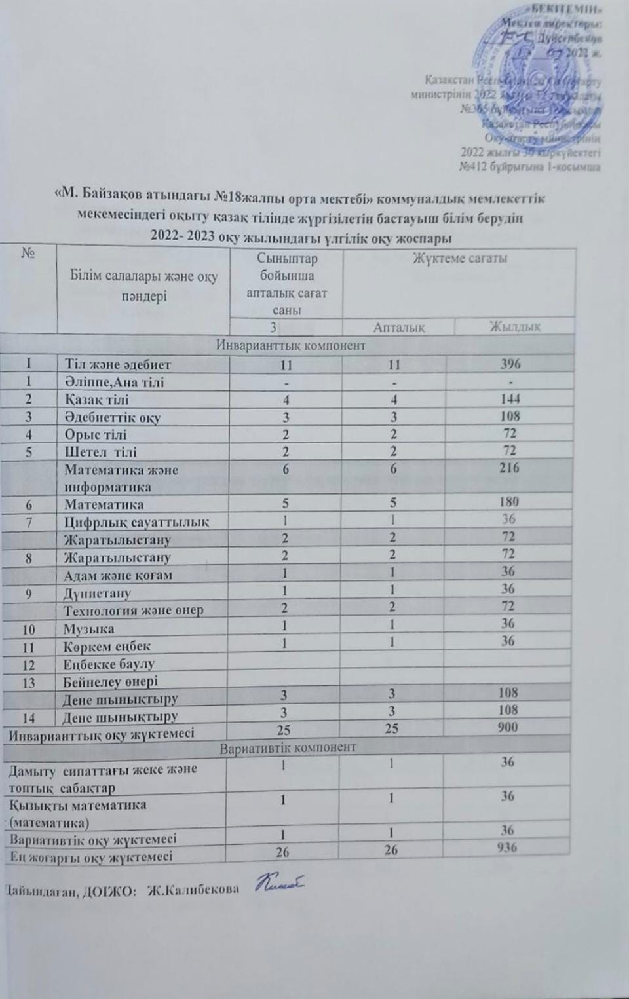 «БЕКІТЕМІН»
Мектеп директоры:
С. Дүйсенбеков
2022 ж.
Қазақстан Республикасы Оқу-ағарту
министрінің 2022 жылғы 12 тамыздағы
№365 бұйрығына 1-қосымша
Қазақстан Республикасы
Оқу-ағарту министрінің
2022 жылғы 30 қыркүйектегі
№412 бұйрығына 1-косымша
«М. Байзақов атындағы №18жалпы орта мектебі» коммуналдық мемлекеттік
мекемесіндегі оқыту қазақ тілінде жүргізілетін бастауыш білім берудің
2022- 2023 оқу жылындағы үлгілік оқу жоспары
№ Білім салалары және оқу пәндері Сыныптар бойынша апталық сағат саны Жүктеме сағаты
3 Апталық Жылдық
Инварианттық компонент
I Тіл және әдебиет 11 11 396
1 Әліппе,Ана тілі - - -
2 Қазақ тілі 4 4 144
3 Әдебиеттік оқу 3 3 108
4 Орыс тілі 2 2 72
5 Шетел тілі 2 2 72
Математика және информатика 6 6 216
6 Математика 5 5 180
7 Цифрлық сауаттылық 1 1 36
Жаратылыстану 2 2 72
8 Жаратылыстану 2 2 72
Адам және қоғам 1 1 36
9 Дүниетану 1 1 36
Технология және өнер 2 2 72
10 Музыка 1 1 36
11 Көркем еңбек 1 1 36
12 Еңбекке баулу
13 Бейнелеу өнері
Дене шынықтыру 3 3 108
14 Дене шынықтыру 3 3 108
Инварианттық оқу жүктемесі 25 25 900
Вариативтік компонент
Дамыту сипаттағы жеке және топтық сабақтар 1 1 36
Қызықты математика (математика) 1 1 36
Вариативтік оқу жүктемесі 1 1 36
Ең жоғарғы оқу жүктемесі 26 26 936
Дайындаған, ДОІЖО: Ж.Калибекова